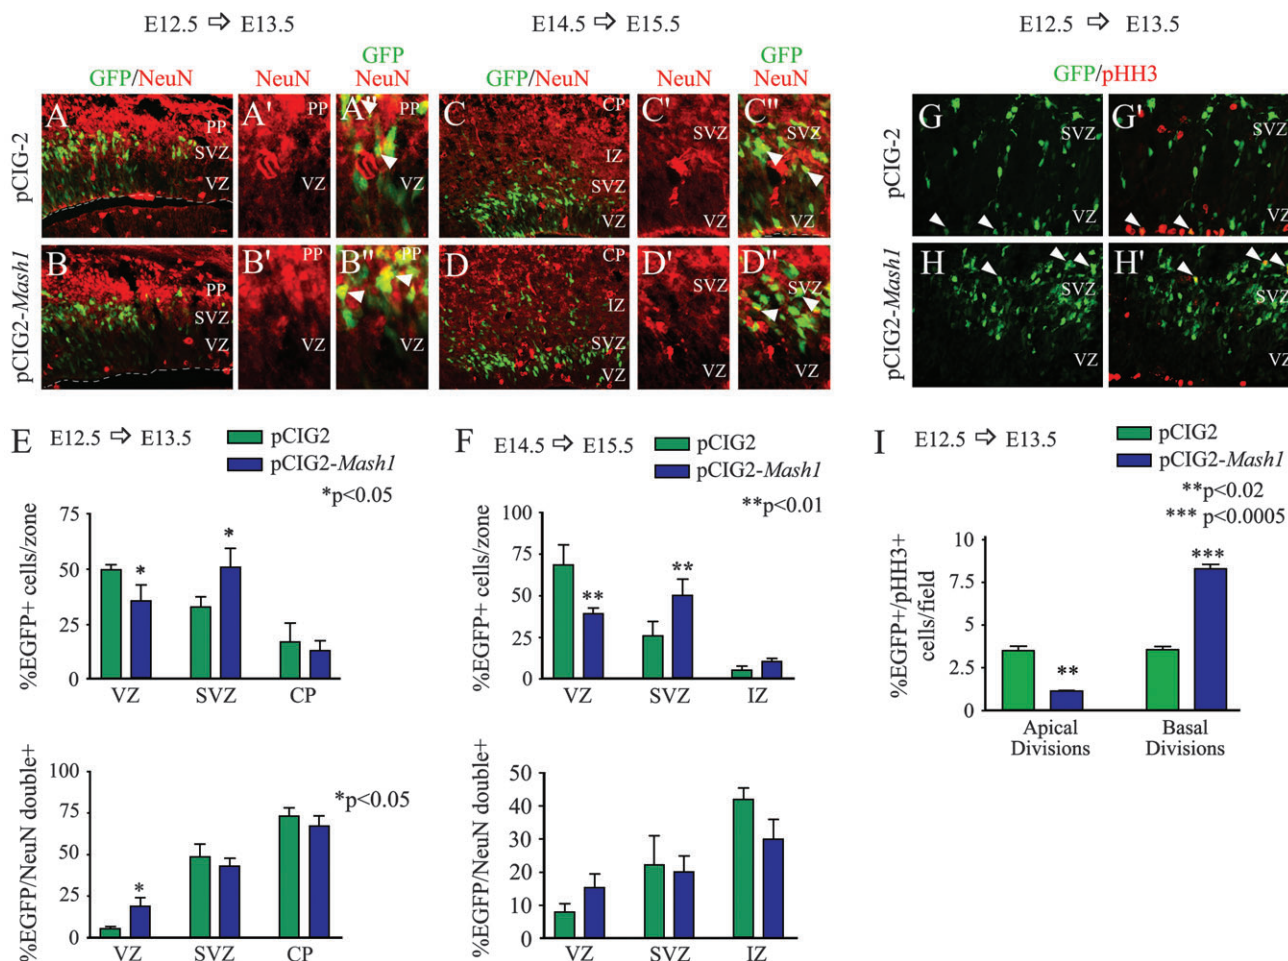 E12.5 ⇨ E13.5
E14.5 ⇨ E15.5
E12.5 ⇨ E13.5
GFP/NeuN
NeuN
GFP
NeuN
GFP/NeuN
NeuN
GFP
NeuN
GFP/pHH3
pCIG-2
A
PP
SVZ
VZ
A'
PP
VZ
A"
PP
VZ
C
CP
IZ
SVZ
VZ
C'
SVZ
VZ
C"
SVZ
VZ
pCIG-2
G
G'
SVZ
VZ
pCIG2-Mash1
B
PP
SVZ
VZ
B'
PP
VZ
B"
PP
VZ
D
CP
IZ
SVZ
VZ
D'
SVZ
VZ
D"
SVZ
VZ
pCIG2-Mash1
H
H'
SVZ
VZ
E E12.5 ⇨ E13.5
pCIG2
pCIG2-Mash1
*p<0.05
%EGFP+ cells/zone
75
50
25
0
*
*
VZ SVZ CP
%EGFP/NeuN double+
100
75
50
25
0
*
*p<0.05
VZ SVZ CP
F E14.5 ⇨ E15.5
pCIG2
pCIG2-Mash1
**p<0.01
%EGFP+ cells/zone
100
75
50
25
0
**
**
VZ SVZ IZ
%EGFP/NeuN double+
50
40
30
20
10
0
VZ SVZ IZ
I E12.5 ⇨ E13.5
pCIG2
pCIG2-Mash1
**p<0.02
*** p<0.0005
%EGFP+/pHH3+
cells/field
10
7.5
5
2.5
0
**
***
Apical Basal
Divisions Divisions